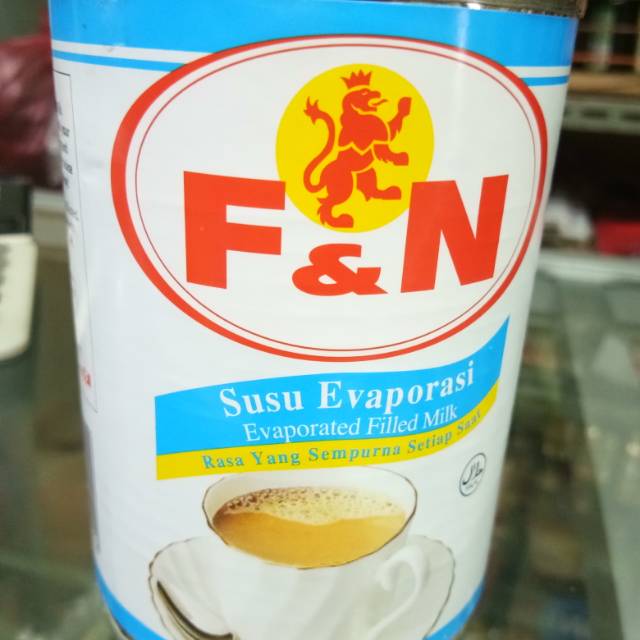 F&N
Susu Evaporasi
Evaporated Filled Milk
Rasa Yang Sempurna Setiap Saat